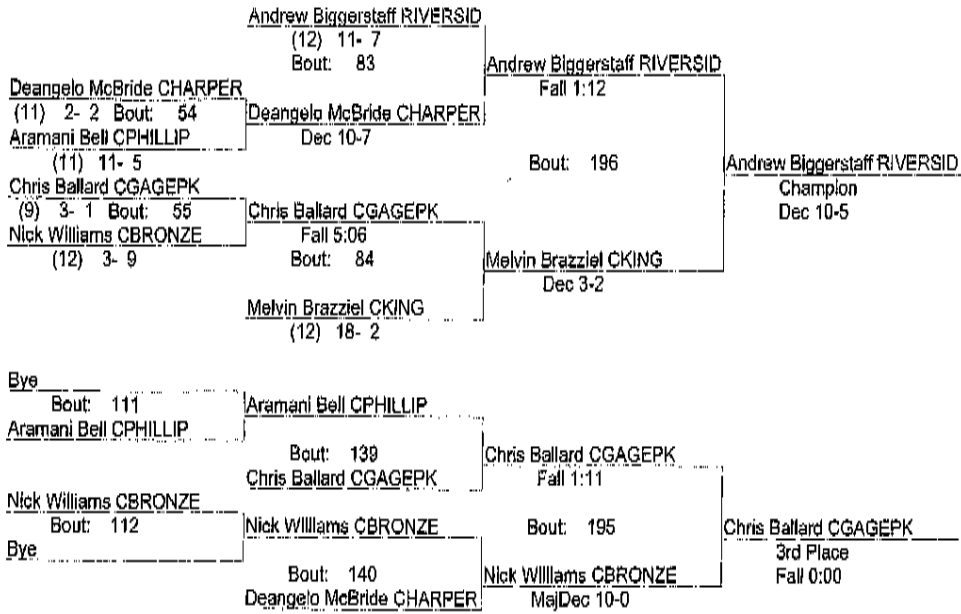 Andrew Biggerstaff RIVERSID
(12) 11- 7
Bout: 83
Andrew Biggerstaff RIVERSID
Fall 1:12
Deangelo McBride CHARPER
(11) 2- 2 Bout: 54
Deangelo McBride CHARPER
Dec 10-7
Aramani Bell CPHILLIP
(11) 11- 5
Bout: 196
Andrew Biggerstaff RIVERSID
Champion
Dec 10-5
Chris Ballard CGAGEPK
(9) 3- 1 Bout: 55
Chris Ballard CGAGEPK
Fall 5:06
Nick Williams CBRONZE
(12) 3- 9
Bout: 84
Melvin Brazziel CKING
Dec 3-2
Melvin Brazziel CKING
(12) 18- 2
Bye
Bout: 111
Aramani Bell CPHILLIP
Aramani Bell CPHILLIP
Bout: 139
Chris Ballard CGAGEPK
Fall 1:11
Chris Ballard CGAGEPK
Nick Williams CBRONZE
Bout: 112
Nick Williams CBRONZE
Bout: 195
Chris Ballard CGAGEPK
3rd Place
Fall 0:00
Bye
Bout: 140
Nick Williams CBRONZE
MajDec 10-0
Deangelo McBride CHARPER